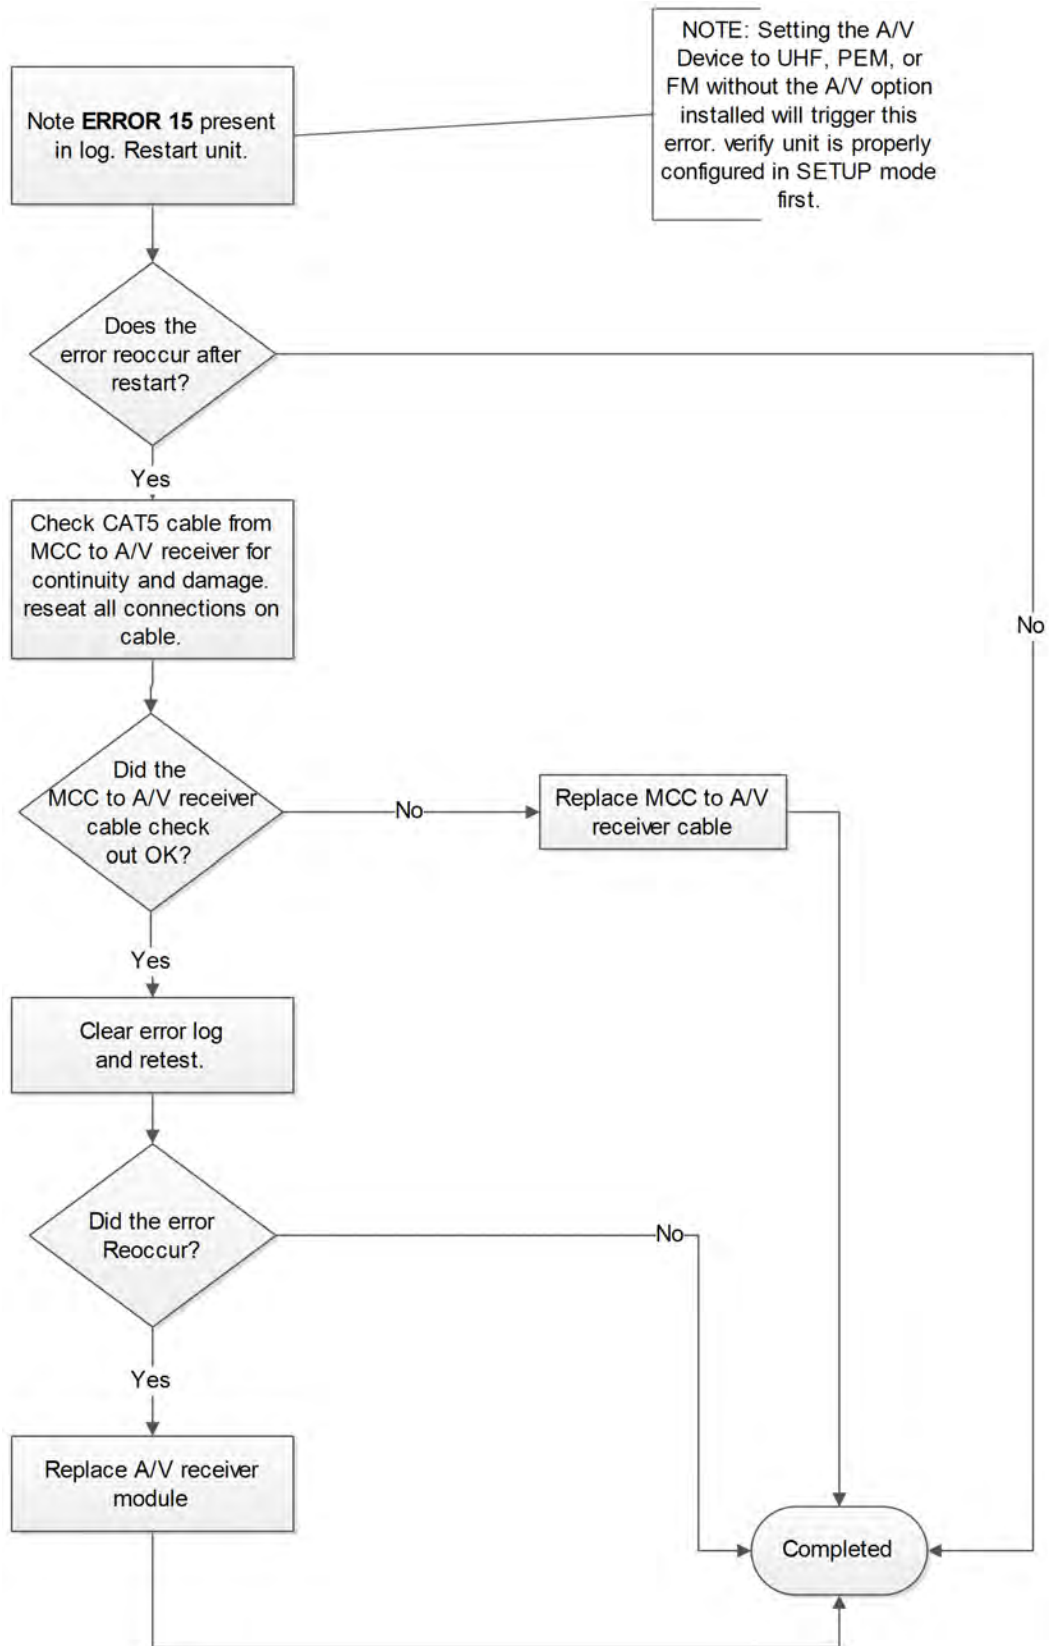 NOTE: Setting the A/V
Device to UHF, PEM, or
FM without the A/V option
installed will trigger this
error. verify unit is properly
configured in SETUP mode
first.
Note ERROR 15 present
in log. Restart unit.
Does the
error reoccur after
restart?
Yes
No
Check CAT5 cable from
MCC to A/V receiver for
continuity and damage.
reseat all connections on
cable.
Did the
MCC to A/V receiver
cable check
out OK?
No
Replace MCC to A/V
receiver cable
Yes
Clear error log
and retest.
Did the error
Reoccur?
No
Yes
Replace A/V receiver
module
Completed